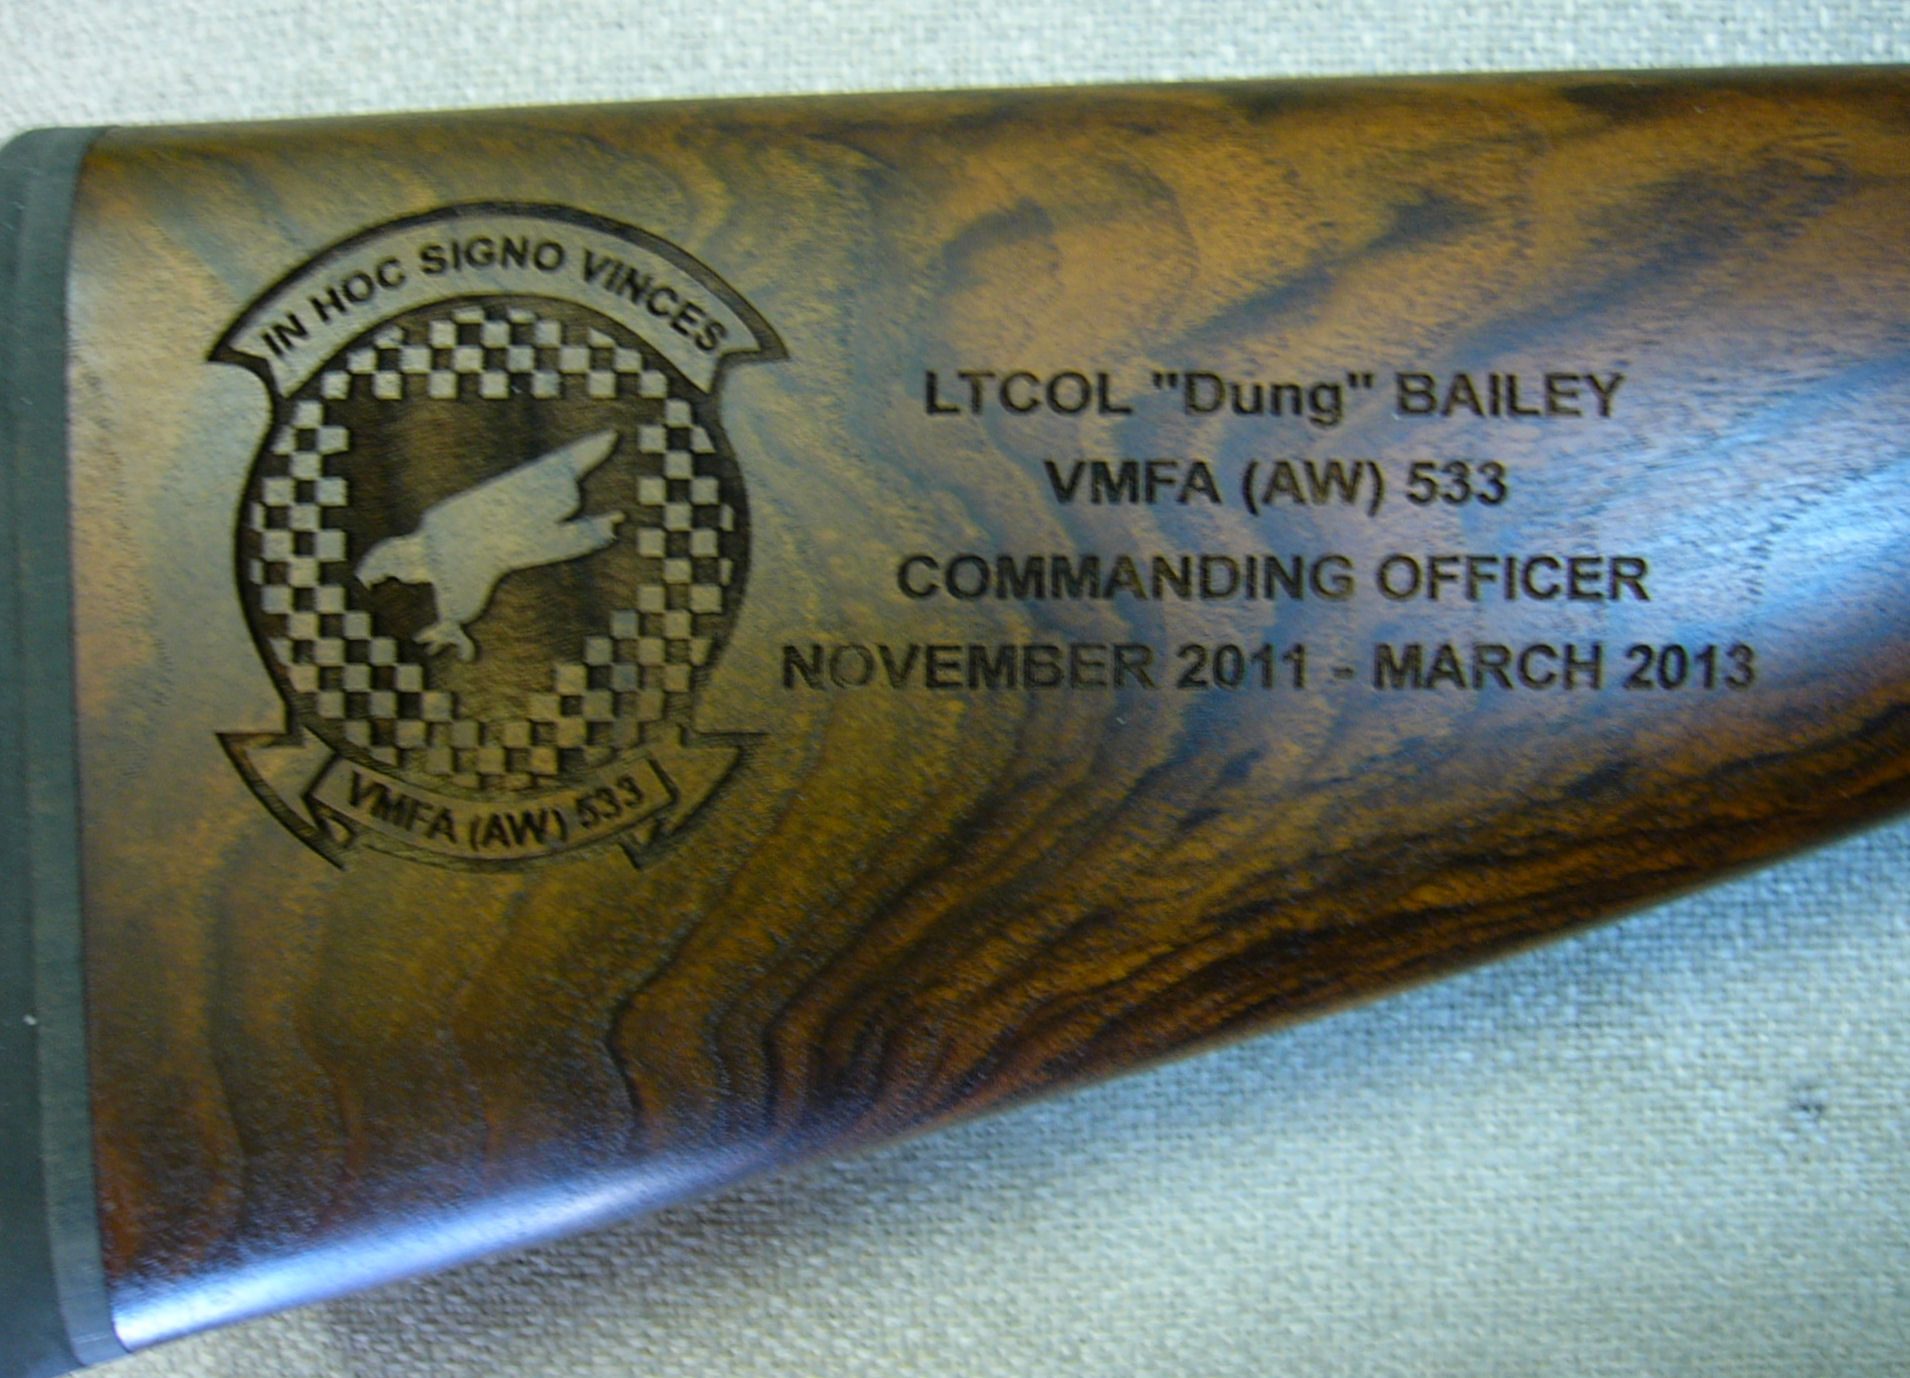 IN HOC SIGNO VINCES
VMFA (AW) 533
LTCOL "Dung" BAILEY
VMFA (AW) 533
COMMANDING OFFICER
NOVEMBER 2011 - MARCH 2013